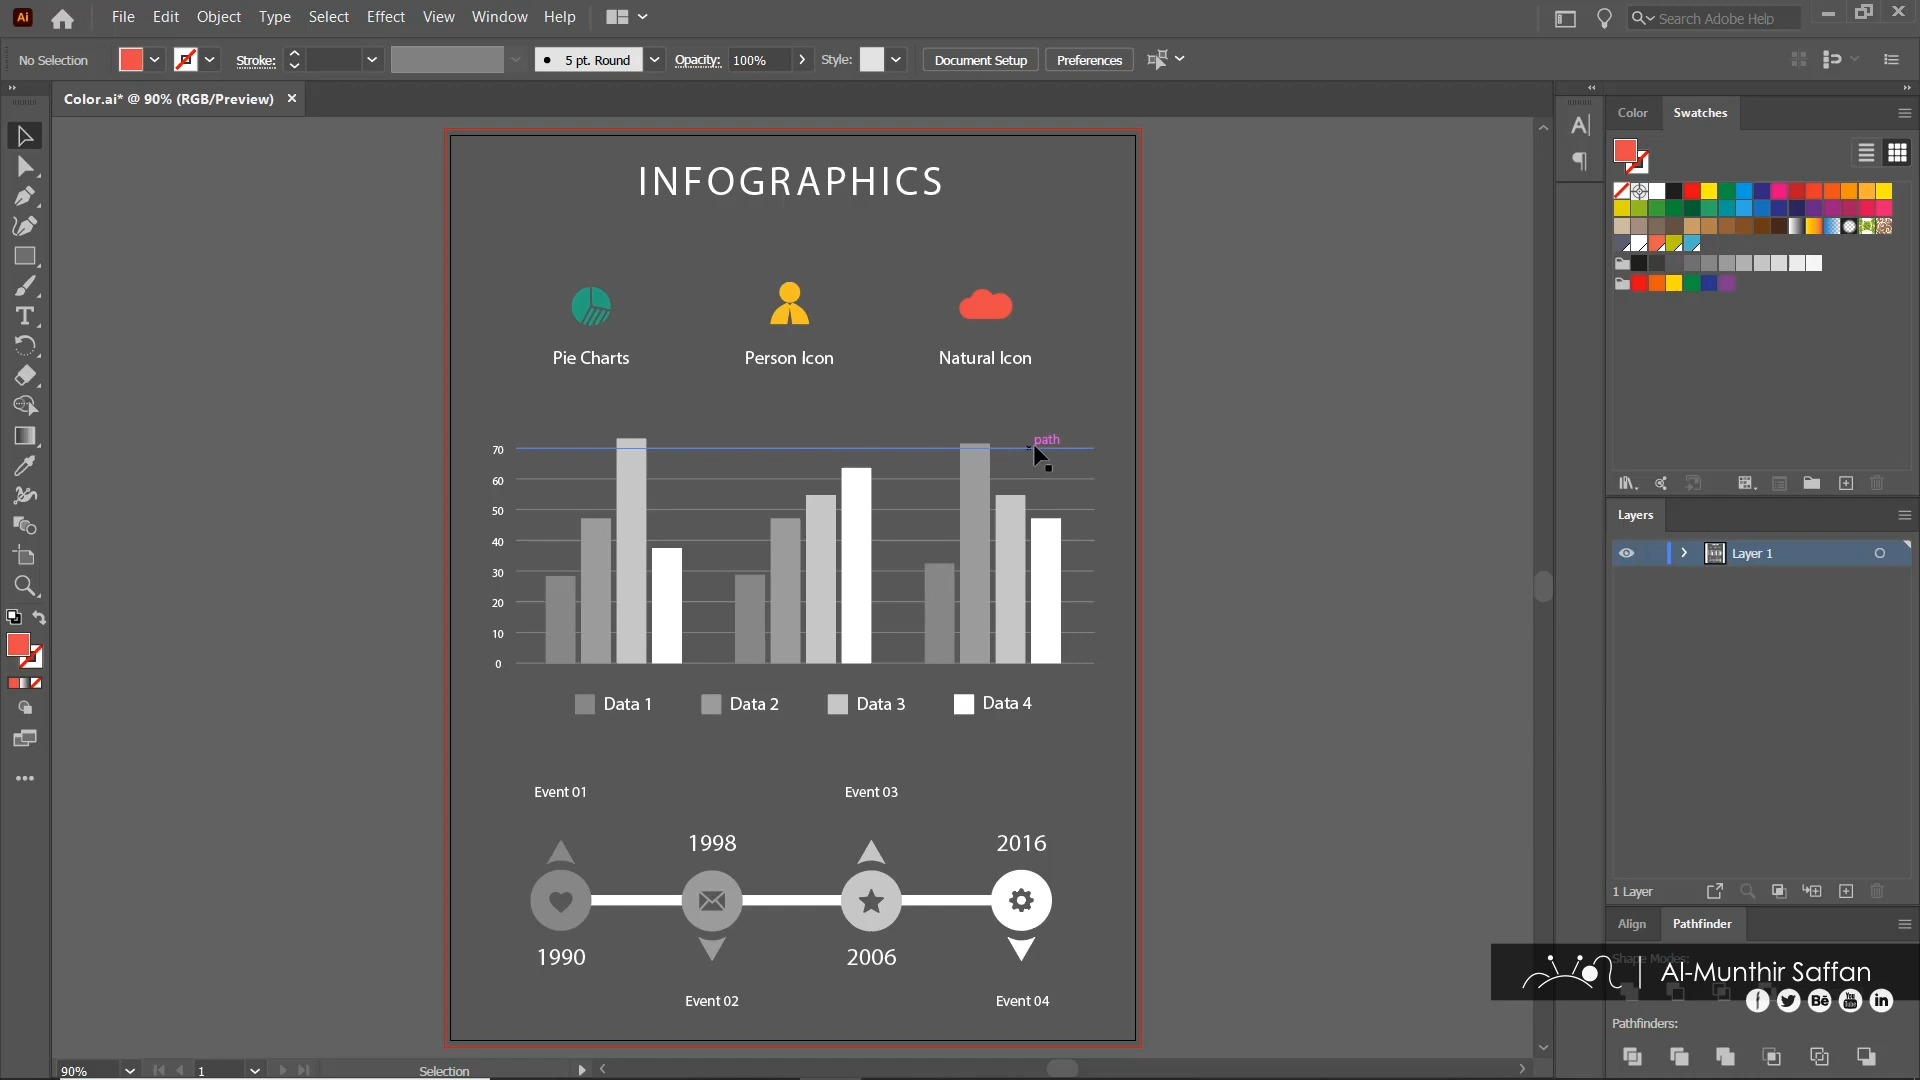 Ai File Edit Object Type Select Effect View Window Help Search Adobe Help
No Selection Stroke: 5 pt. Round Opacity: 100% Style: Document Setup Preferences
Color.ai* @ 90% (RGB/Preview)
Color Swatches
INFOGRAPHICS
Pie Charts Person Icon Natural Icon
path
70
60
50
40
30
20
10
0
Data 1 Data 2 Data 3 Data 4
Event 01 Event 03
1998 2016
1990 2006
Event 02 Event 04
Layers
Layer 1
1 Layer
Align Pathfinder
Shape Modes:
Al-Munthir Saffan
Pathfinders:
90% 1 Selection